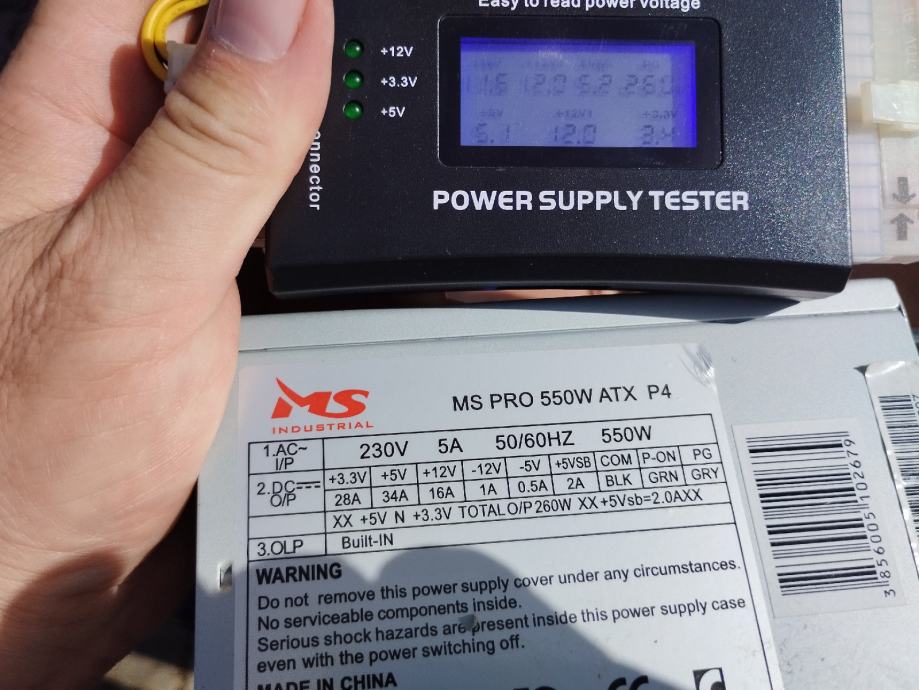 Easy to read power voltage
+12V
+3.3V
+5V
onnector
11.6 12.0 5.2 260
+5V +12V1 +3.3V
5.1 12.0 3.4
POWER SUPPLY TESTER
MS
INDUSTRIAL
MS PRO 550W ATX P4
1.AC~ I/P 230V 5A 50/60HZ 550W
2.DC O/P +3.3V +5V +12V -12V -5V +5VSB COM P-ON PG
28A 34A 16A 1A 0.5A 2A BLK GRN GRY
XX +5V N +3.3V TOTAL O/P 260W XX +5Vsb=2.0AXX
3.OLP Built-IN
WARNING
Do not remove this power supply cover under any circumstances.
No serviceable components inside.
Serious shock hazards are present inside this power supply case
even with the power switching off.
MADE IN CHINA
3856005102679